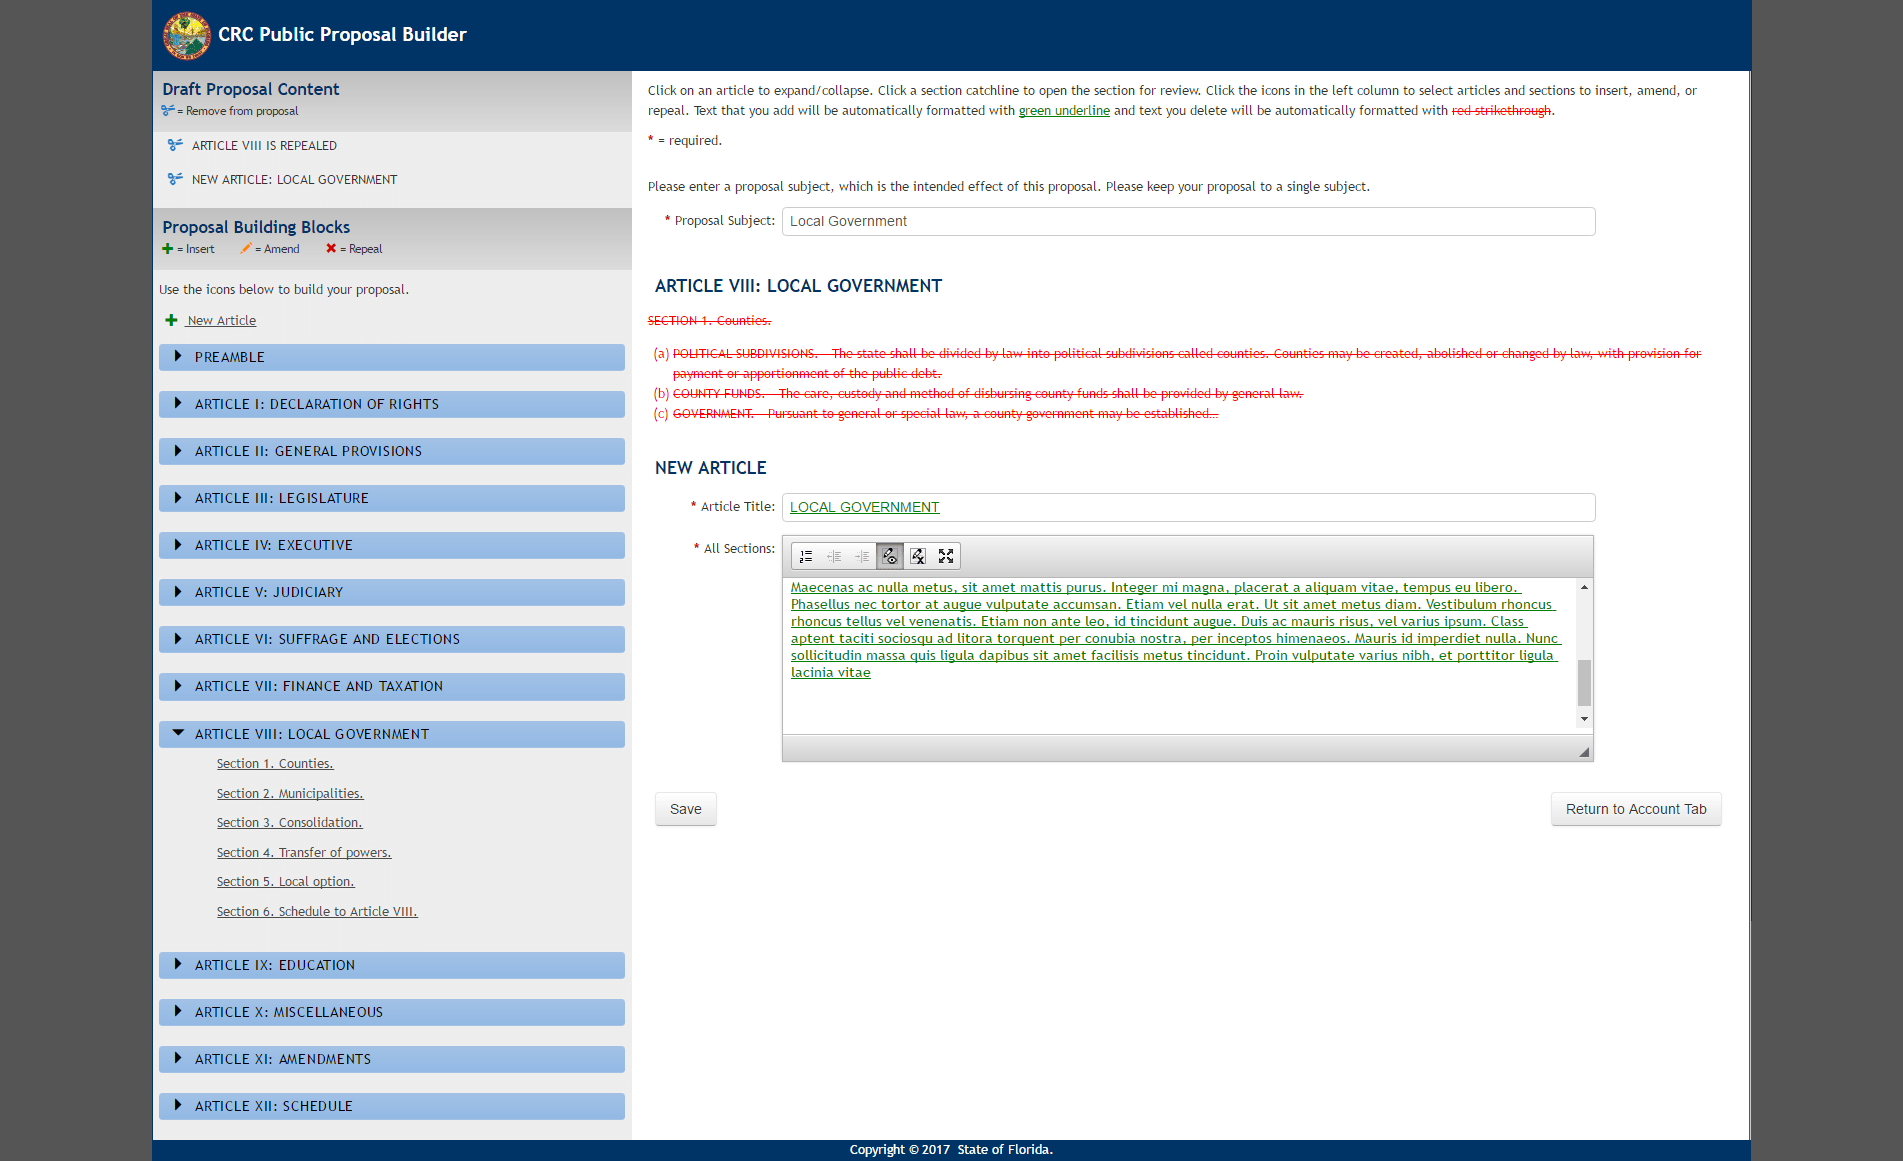 CRC Public Proposal Builder
Draft Proposal Content
= Remove from proposal
ARTICLE VIII IS REPEALED
NEW ARTICLE: LOCAL GOVERNMENT
Proposal Building Blocks
= Insert = Amend = Repeal
Use the icons below to build your proposal.
New Article
PREAMBLE
ARTICLE I: DECLARATION OF RIGHTS
ARTICLE II: GENERAL PROVISIONS
ARTICLE III: LEGISLATURE
ARTICLE IV: EXECUTIVE
ARTICLE V: JUDICIARY
ARTICLE VI: SUFFRAGE AND ELECTIONS
ARTICLE VII: FINANCE AND TAXATION
ARTICLE VIII: LOCAL GOVERNMENT
Section 1. Counties.
Section 2. Municipalities.
Section 3. Consolidation.
Section 4. Transfer of powers.
Section 5. Local option.
Section 6. Schedule to Article VIII.
ARTICLE IX: EDUCATION
ARTICLE X: MISCELLANEOUS
ARTICLE XI: AMENDMENTS
ARTICLE XII: SCHEDULE
Click on an article to expand/collapse. Click a section catchline to open the section for review. Click the icons in the left column to select articles and sections to insert, amend, or
repeal. Text that you add will be automatically formatted with green underline and text you delete will be automatically formatted with red strikethrough.
* = required.
Please enter a proposal subject, which is the intended effect of this proposal. Please keep your proposal to a single subject.
* Proposal Subject: Local Government
ARTICLE VIII: LOCAL GOVERNMENT
SECTION 1. Counties.
(a) POLITICAL SUBDIVISIONS. The state shall be divided by law into political subdivisions called counties. Counties may be created, abolished or changed by law, with provision for
payment or apportionment of the public debt.
(b) COUNTY FUNDS. The care, custody and method of disbursing county funds shall be provided by general law.
(c) GOVERNMENT. Pursuant to general or special law, a county government may be established...
NEW ARTICLE
* Article Title: LOCAL GOVERNMENT
* All Sections:
Maecenas ac nulla metus, sit amet mattis purus. Integer mi magna, placerat a aliquam vitae, tempus eu libero.
Phasellus nec tortor at augue vulputate accumsan. Etiam vel nulla erat. Ut sit amet metus diam. Vestibulum rhoncus
rhoncus tellus vel venenatis. Etiam non ante leo, id tincidunt augue. Duis ac mauris risus, vel varius ipsum. Class
aptent taciti sociosqu ad litora torquent per conubia nostra, per inceptos himenaeos. Mauris id imperdiet nulla. Nunc
sollicitudin massa quis ligula dapibus sit amet facilisis metus tincidunt. Proin vulputate varius nibh, et porttitor ligula
lacinia vitae
Save
Return to Account Tab
Copyright © 2017 State of Florida.